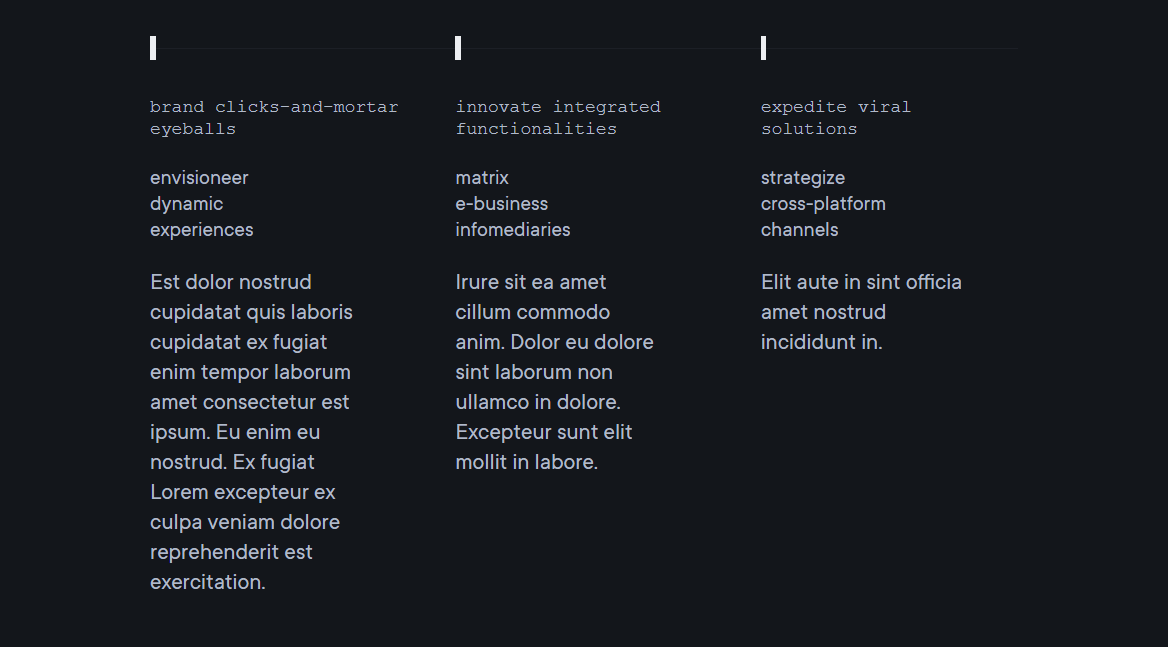 brand clicks-and-mortar
eyeballs
envisioneer
dynamic
experiences
Est dolor nostrud
cupidatat quis laboris
cupidatat ex fugiat
enim tempor laborum
amet consectetur est
ipsum. Eu enim eu
nostrud. Ex fugiat
Lorem excepteur ex
culpa veniam dolore
reprehenderit est
exercitation.
innovate integrated
functionalities
matrix
e-business
infomediaries
Irure sit ea amet
cillum commodo
anim. Dolor eu dolore
sint laborum non
ullamco in dolore.
Excepteur sunt elit
mollit in labore.
expedite viral
solutions
strategize
cross-platform
channels
Elit aute in sint officia
amet nostrud
incididunt in.